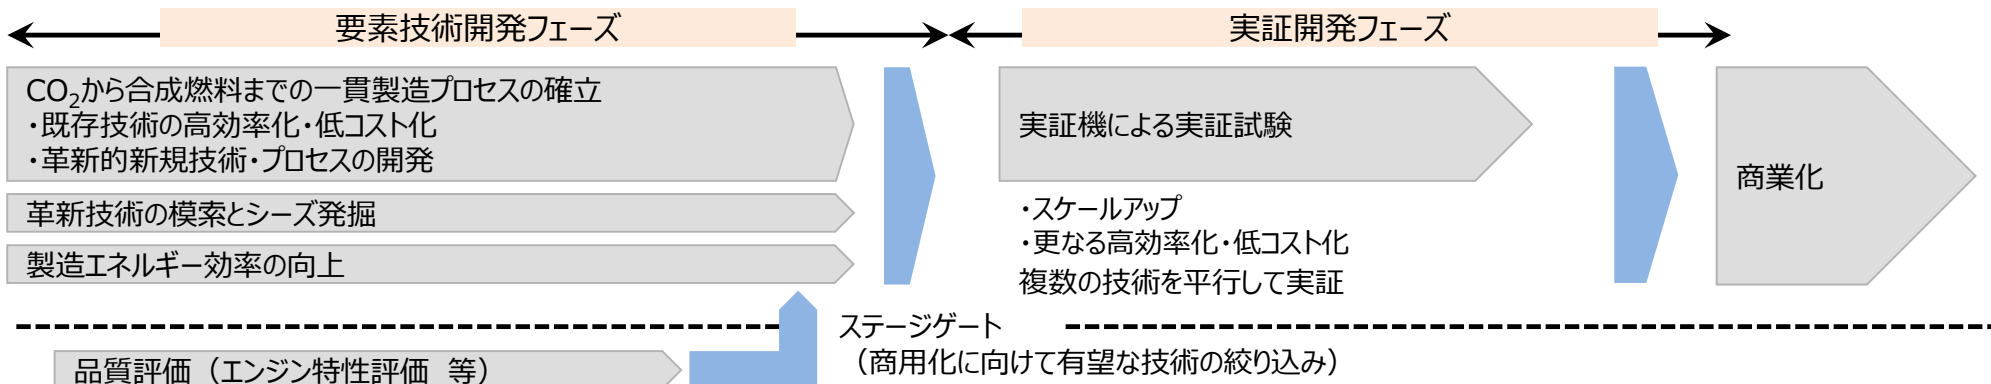 要素技術開発フェーズ
実証開発フェーズ
CO₂から合成燃料までの一貫製造プロセスの確立
・既存技術の高効率化・低コスト化
・革新的新規技術・プロセスの開発
革新技術の模索とシーズ発掘
製造エネルギー効率の向上
実証機による実証試験
・スケールアップ
・更なる高効率化・低コスト化
複数の技術を平行して実証
商業化
ステージゲート
（商用化に向けて有望な技術の絞り込み）
品質評価（エンジン特性評価　等）